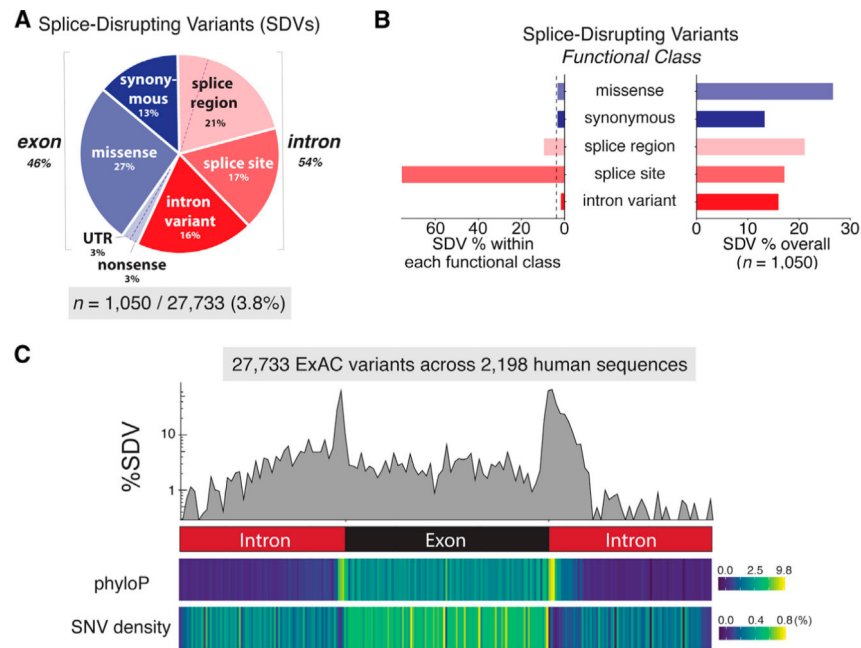 A Splice-Disrupting Variants (SDVs)
synony-
mous
13%
splice
region
21%
exon
46%
missense
27%
splice site
17%
intron
54%
intron
variant
16%
UTR
3%
nonsense
3%
n = 1,050 / 27,733 (3.8%)
B
Splice-Disrupting Variants
Functional Class
missense
synonymous
splice region
splice site
intron variant
60 40 20 0
SDV % within
each functional class
0 10 20 30
SDV % overall
(n = 1,050)
C
27,733 ExAC variants across 2,198 human sequences
%SDV
10
1
Intron Exon Intron
phyloP
0.0 2.5 9.8
SNV density
0.0 0.4 0.8 (%)